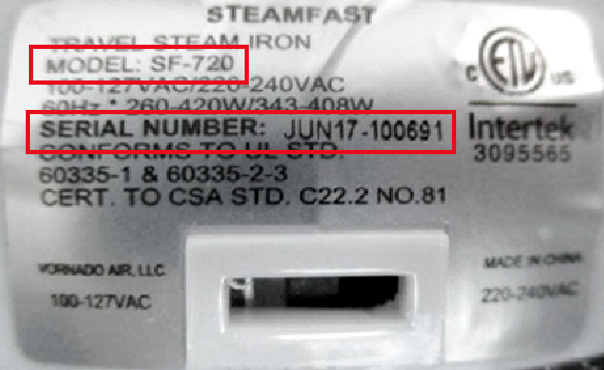 STEAMFAST
TRAVEL STEAM IRON
MODEL: SF-720
100-127VAC/220-240VAC
60Hz * 260-420W/343-408W
SERIAL NUMBER: JUN17-100691
CONFORMS TO UL STD.
60335-1 & 60335-2-3
CERT. TO CSA STD. C22.2 NO.81
C ETL US
Intertek
3095565
VORNADO AIR, LLC
100-127VAC
MADE IN CHINA
220-240VAC